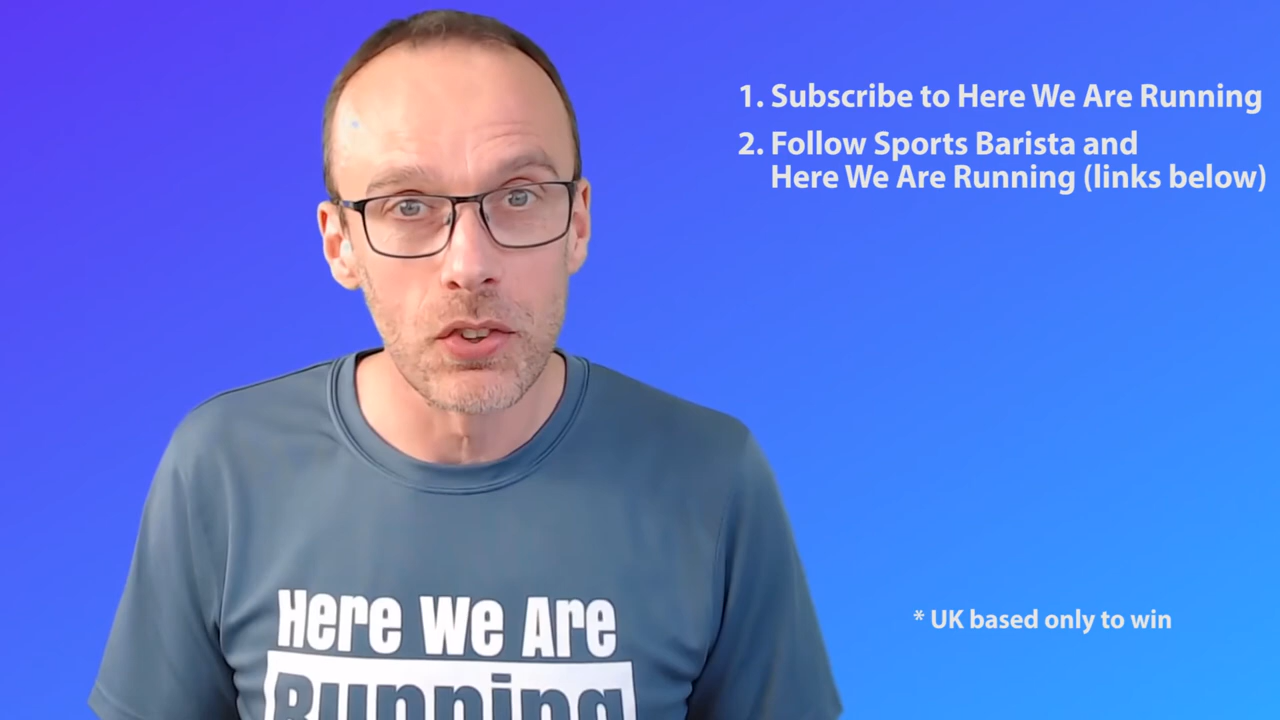 1. Subscribe to Here We Are Running
2. Follow Sports Barista and
Here We Are Running (links below)
Here We Are
Running
* UK based only to win